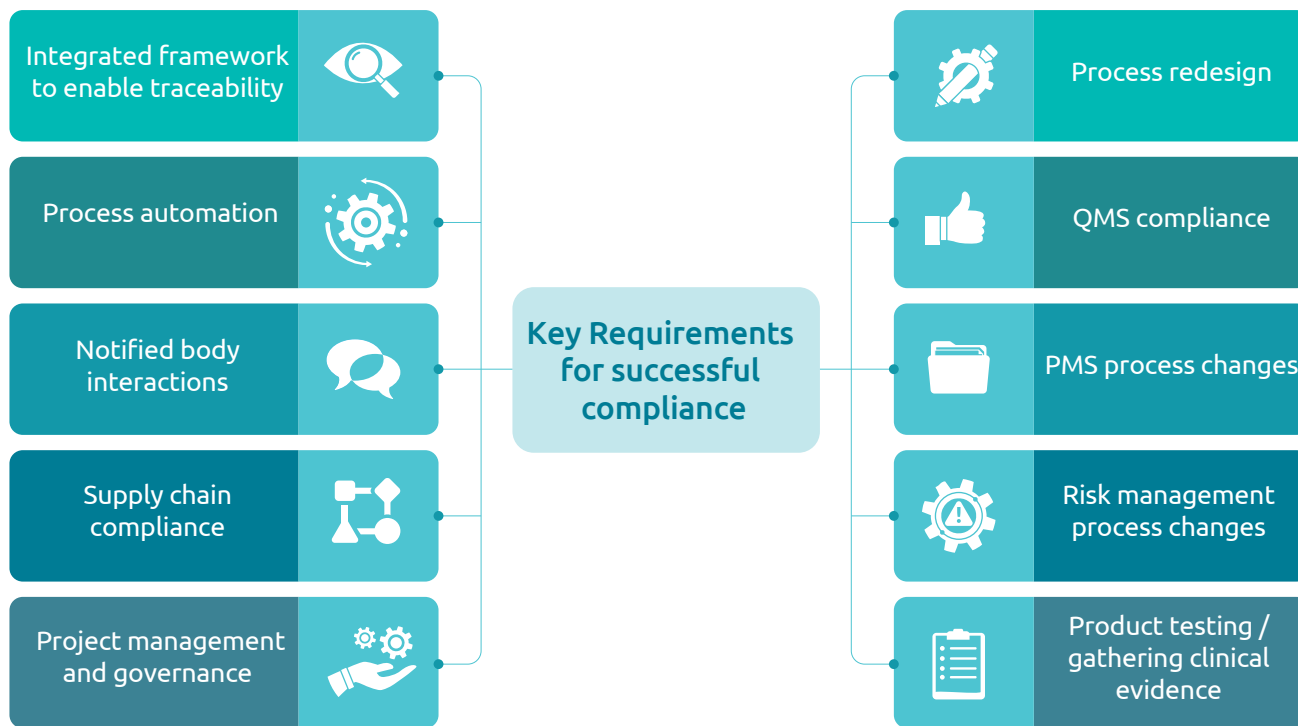 Integrated framework
to enable traceability
Process automation
Notified body
interactions
Supply chain
compliance
Project management
and governance
Key Requirements
for successful
compliance
Process redesign
QMS compliance
PMS process changes
Risk management
process changes
Product testing /
gathering clinical
evidence